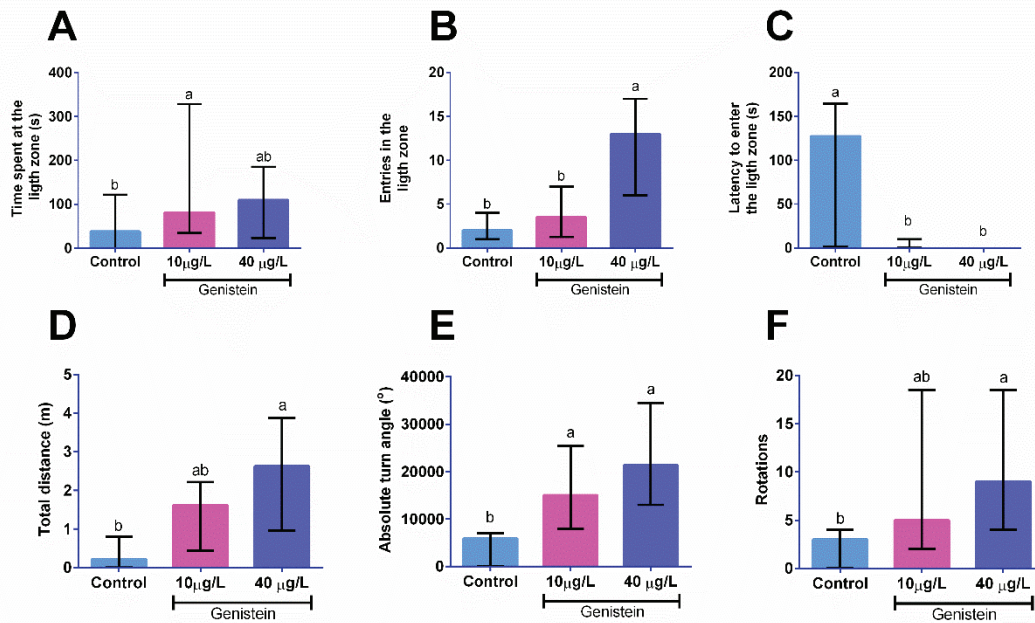 A
Time spent at the
ligth zone (s)
400
300
200
100
0
b
a
ab
Control
10µg/L
40 µg/L
Genistein
B
Entries in the
ligth zone
20
15
10
5
0
b
b
a
Control
10µg/L
40 µg/L
Genistein
C
Latency to enter
the ligth zone (s)
200
150
100
50
0
a
b
b
Control
10µg/L
40 µg/L
Genistein
D
Total distance (m)
5
4
3
2
1
0
b
ab
a
Control
10µg/L
40 µg/L
Genistein
E
Absolute turn angle (°)
40000
30000
20000
10000
0
b
a
a
Control
10µg/L
40 µg/L
Genistein
F
Rotations
20
15
10
5
0
b
ab
a
Control
10µg/L
40 µg/L
Genistein